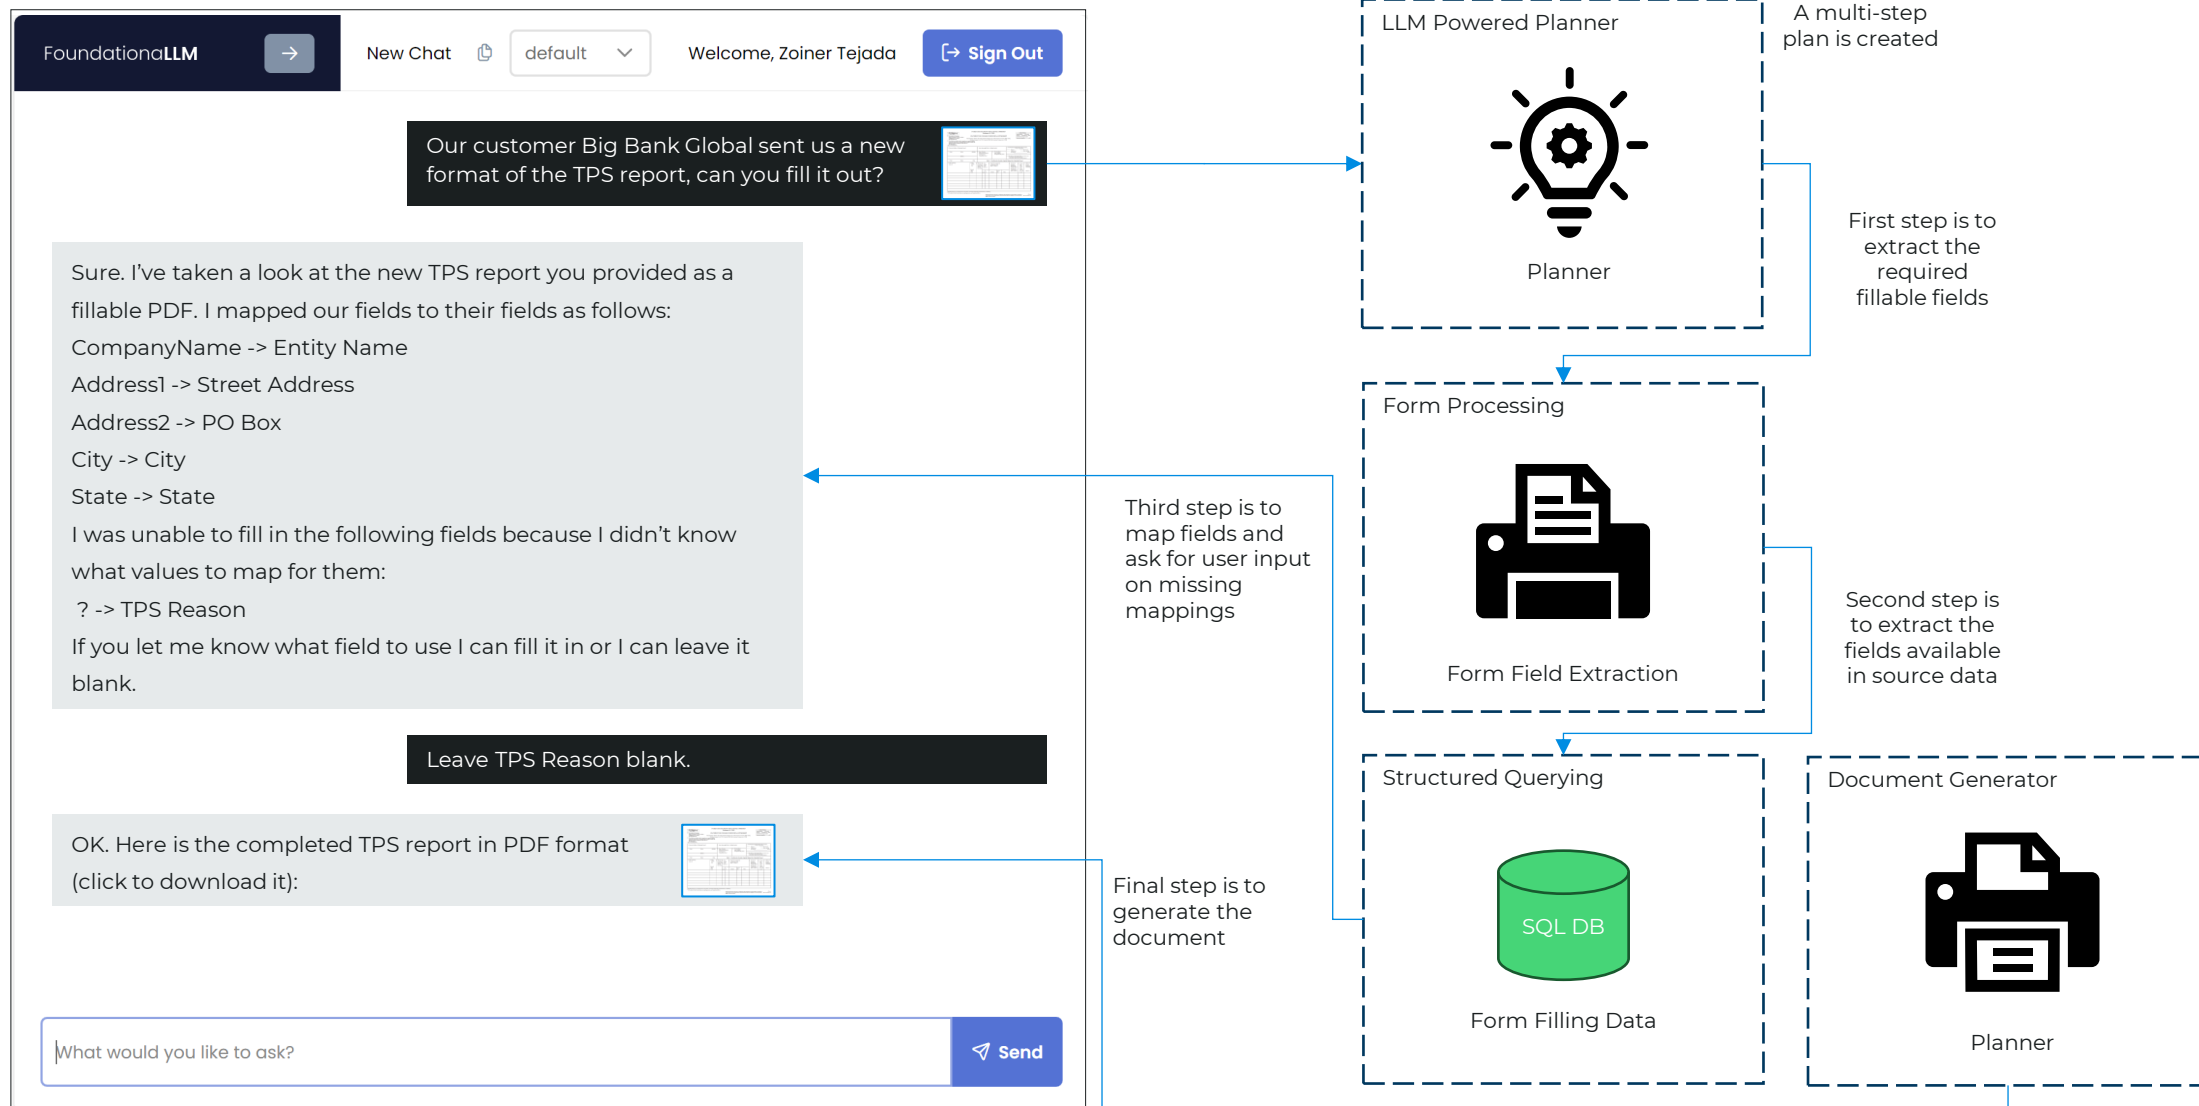 FoundationaLLM
New Chat
default
Welcome, Zoiner Tejada
Sign Out
Our customer Big Bank Global sent us a new
format of the TPS report, can you fill it out?
Sure. I’ve taken a look at the new TPS report you provided as a
fillable PDF. I mapped our fields to their fields as follows:
CompanyName -> Entity Name
Address1 -> Street Address
Address2 -> PO Box
City -> City
State -> State
I was unable to fill in the following fields because I didn’t know
what values to map for them:
? -> TPS Reason
If you let me know what field to use I can fill it in or I can leave it
blank.
Leave TPS Reason blank.
OK. Here is the completed TPS report in PDF format
(click to download it):
What would you like to ask?
Send
LLM Powered Planner
Planner
A multi-step
plan is created
First step is to
extract the
required
fillable fields
Form Processing
Form Field Extraction
Second step is
to extract the
fields available
in source data
Third step is to
map fields and
ask for user input
on missing
mappings
Structured Querying
SQL DB
Form Filling Data
Final step is to
generate the
document
Document Generator
Planner